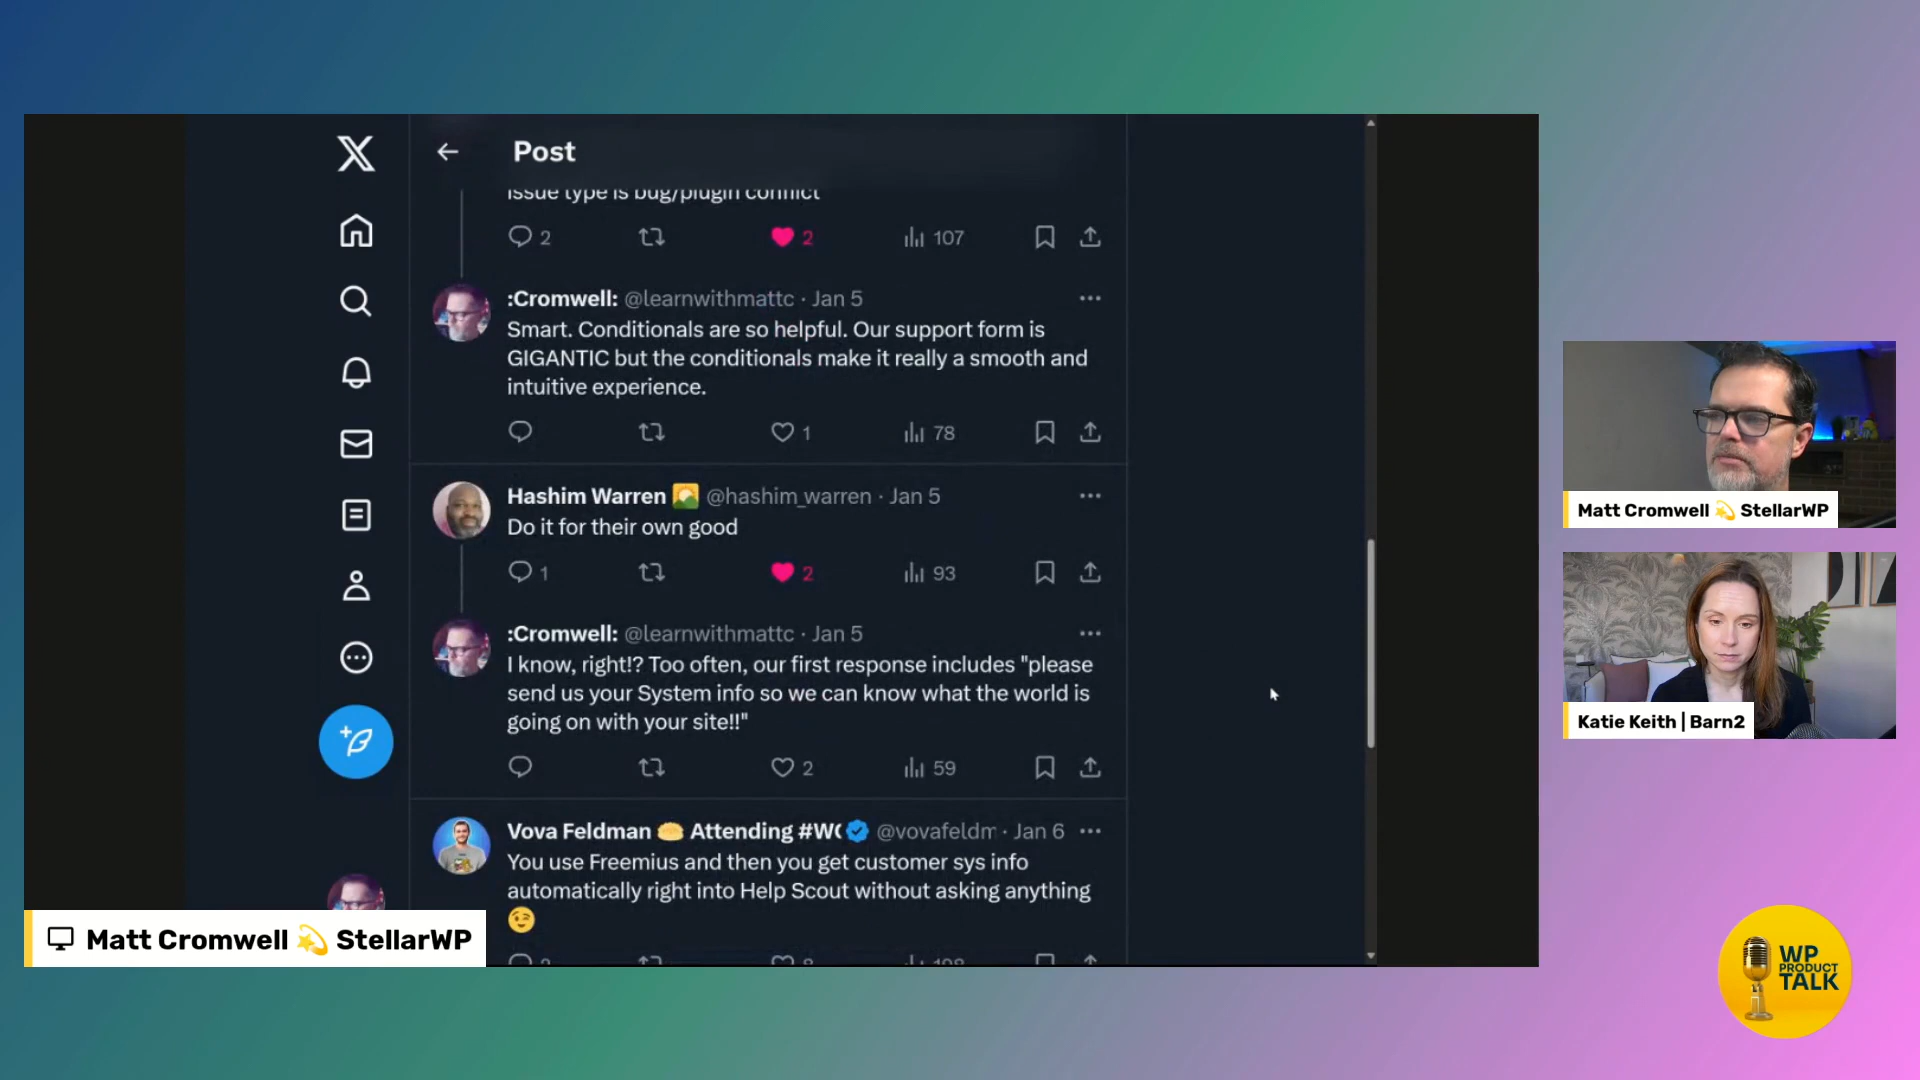 Post
issue type is bug/plugin conflict
2
2
107
:Cromwell: @learnwithmattc · Jan 5
Smart. Conditionals are so helpful. Our support form is
GIGANTIC but the conditionals make it really a smooth and
intuitive experience.
1
78
Hashim Warren @hashim_warren · Jan 5
Do it for their own good
1
2
93
:Cromwell: @learnwithmattc · Jan 5
I know, right!? Too often, our first response includes "please
send us your System info so we can know what the world is
going on with your site!!"
2
59
Vova Feldman 🫓 Attending #WC @vovafeldm · Jan 6
You use Freemius and then you get customer sys info
automatically right into Help Scout without asking anything
😉
Matt Cromwell 💫 StellarWP
Matt Cromwell 💫 StellarWP
Katie Keith | Barn2
WP
PRODUCT
TALK